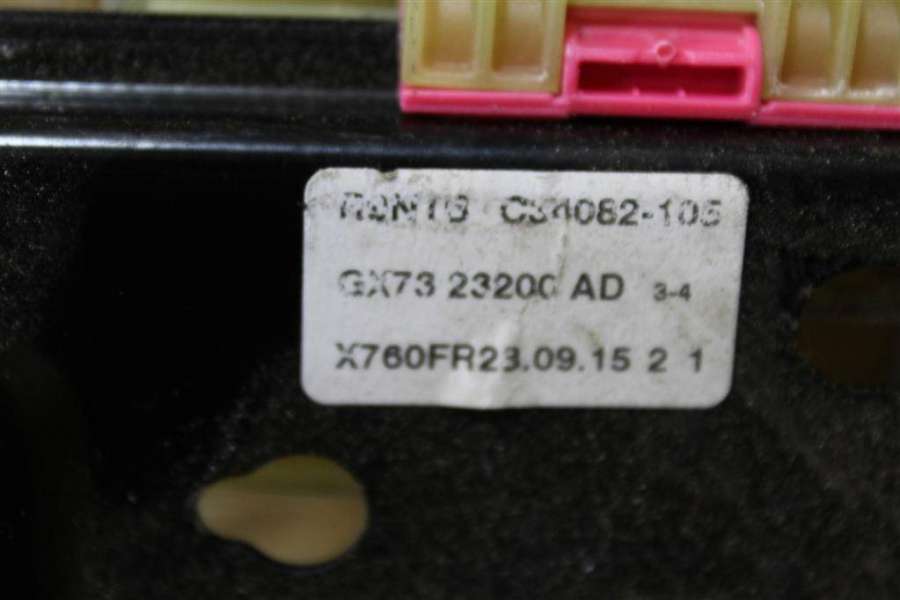 C34082-105
GX73 23200 AD 3-4
X760FR23.09.15 2 1